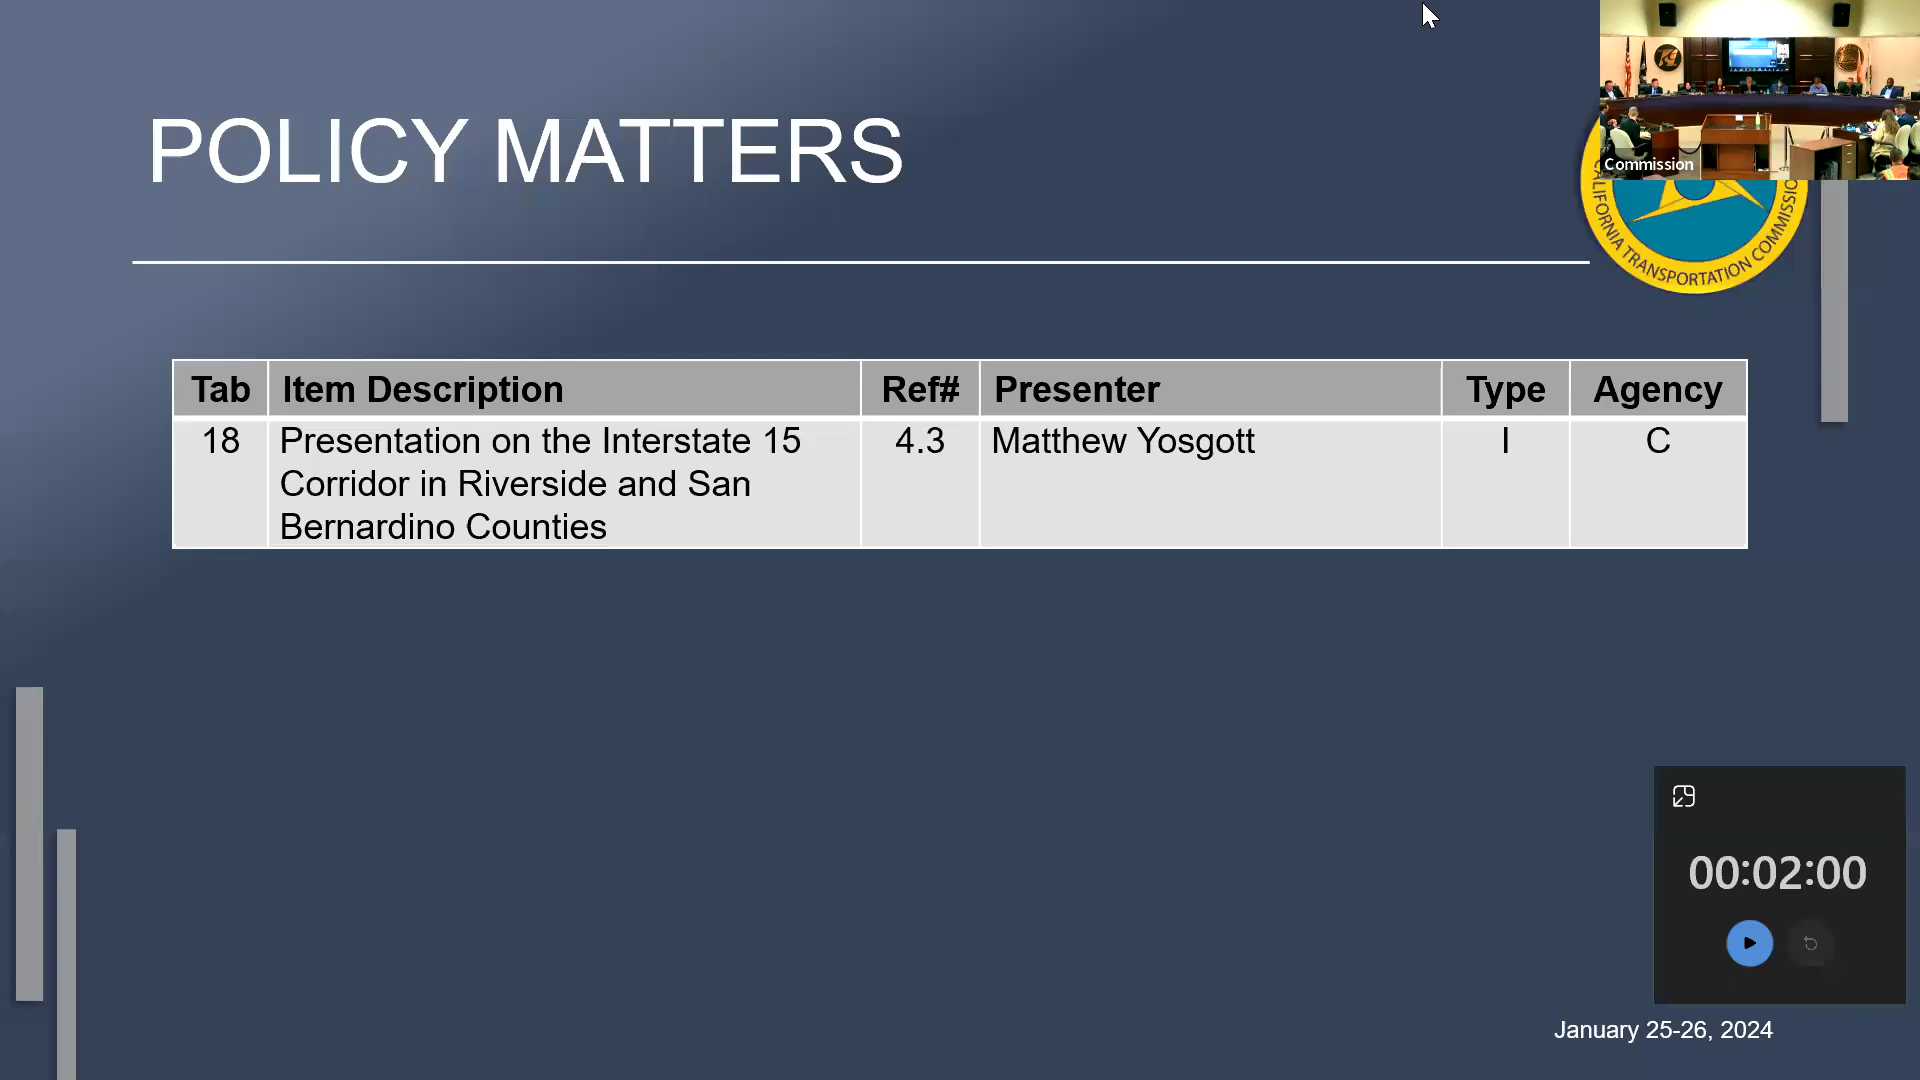 POLICY MATTERS
Commission
CALIFORNIA TRANSPORTATION COMMISSION
Tab Item Description Ref# Presenter Type Agency
18 Presentation on the Interstate 15 4.3 Matthew Yosgott I C
Corridor in Riverside and San
Bernardino Counties
00:02:00
January 25-26, 2024